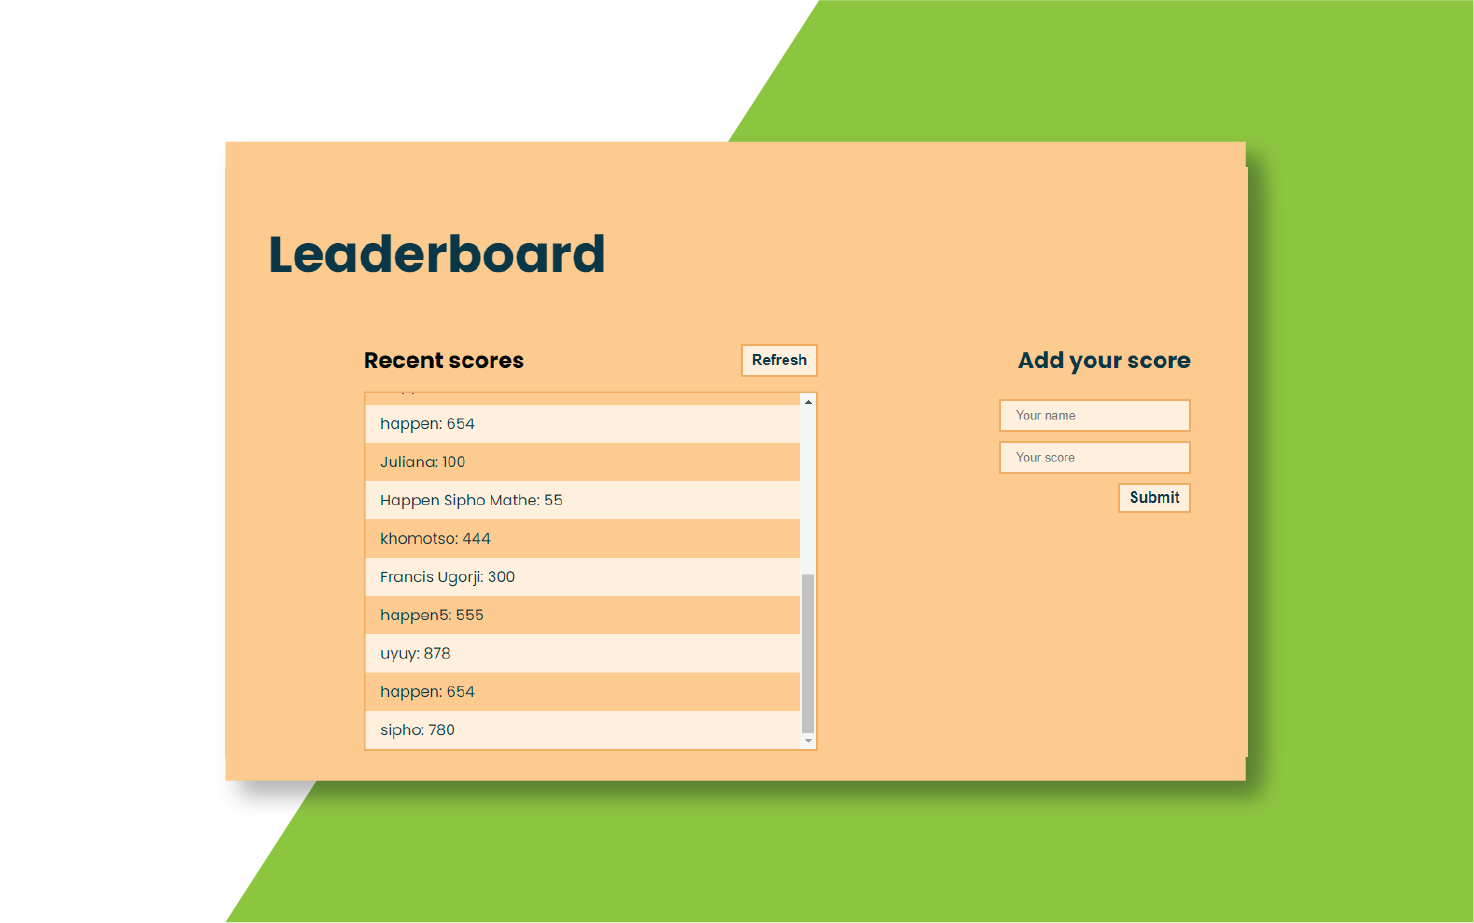 Leaderboard
Recent scores
Refresh
happen: 654
Juliana: 100
Happen Sipho Mathe: 55
khomotso: 444
Francis Ugorji: 300
happen5: 555
uyuy: 878
happen: 654
sipho: 780
Add your score
Your name
Your score
Submit